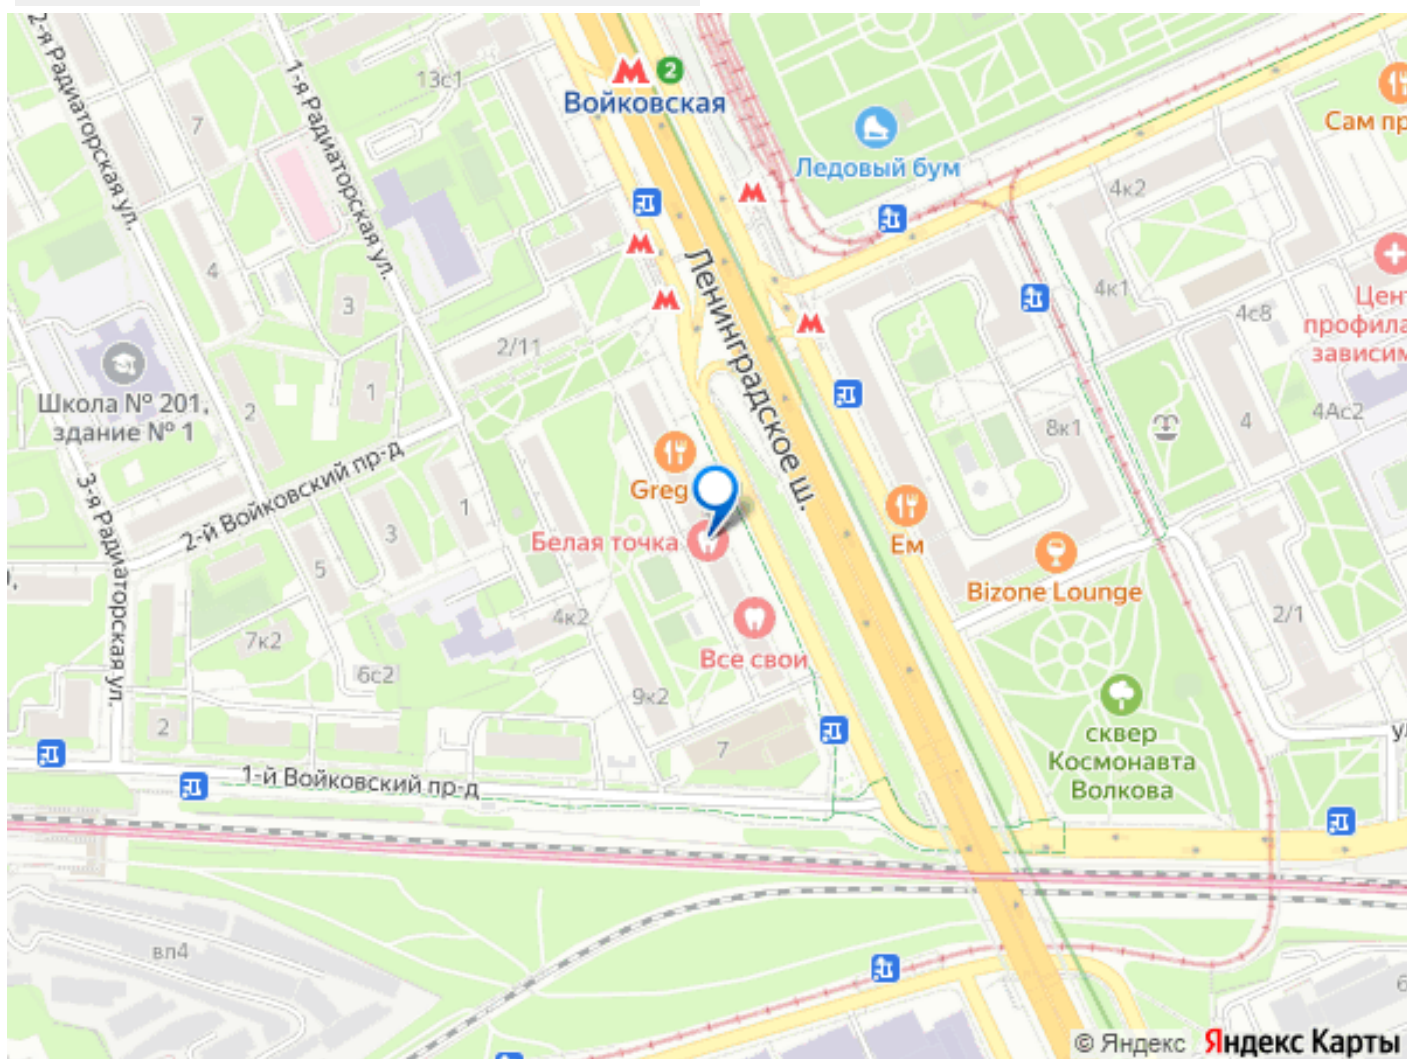 2-я Радиаторская ул.
1-я Радиаторская ул.
13с1
7
2
Войковская
Ледовый бум
Сам пр
4к2
4
3
4к1
4с8
Цен
профила
зависим
2/11
Ленинградское ш.
1
2
Школа № 201,
здание № 1
8к1
4
4Ас2
2-й Войковский пр-д
3-я Радиаторская ул.
1
3
5
Greg
Белая точка
Ем
Bizone Lounge
4к2
7к2
6с2
2/1
Все свои
9к2
7
2
сквер
Космонавта
Волкова
1-й Войковский пр-д
вл4
6
© Яндекс Яндекс Карты